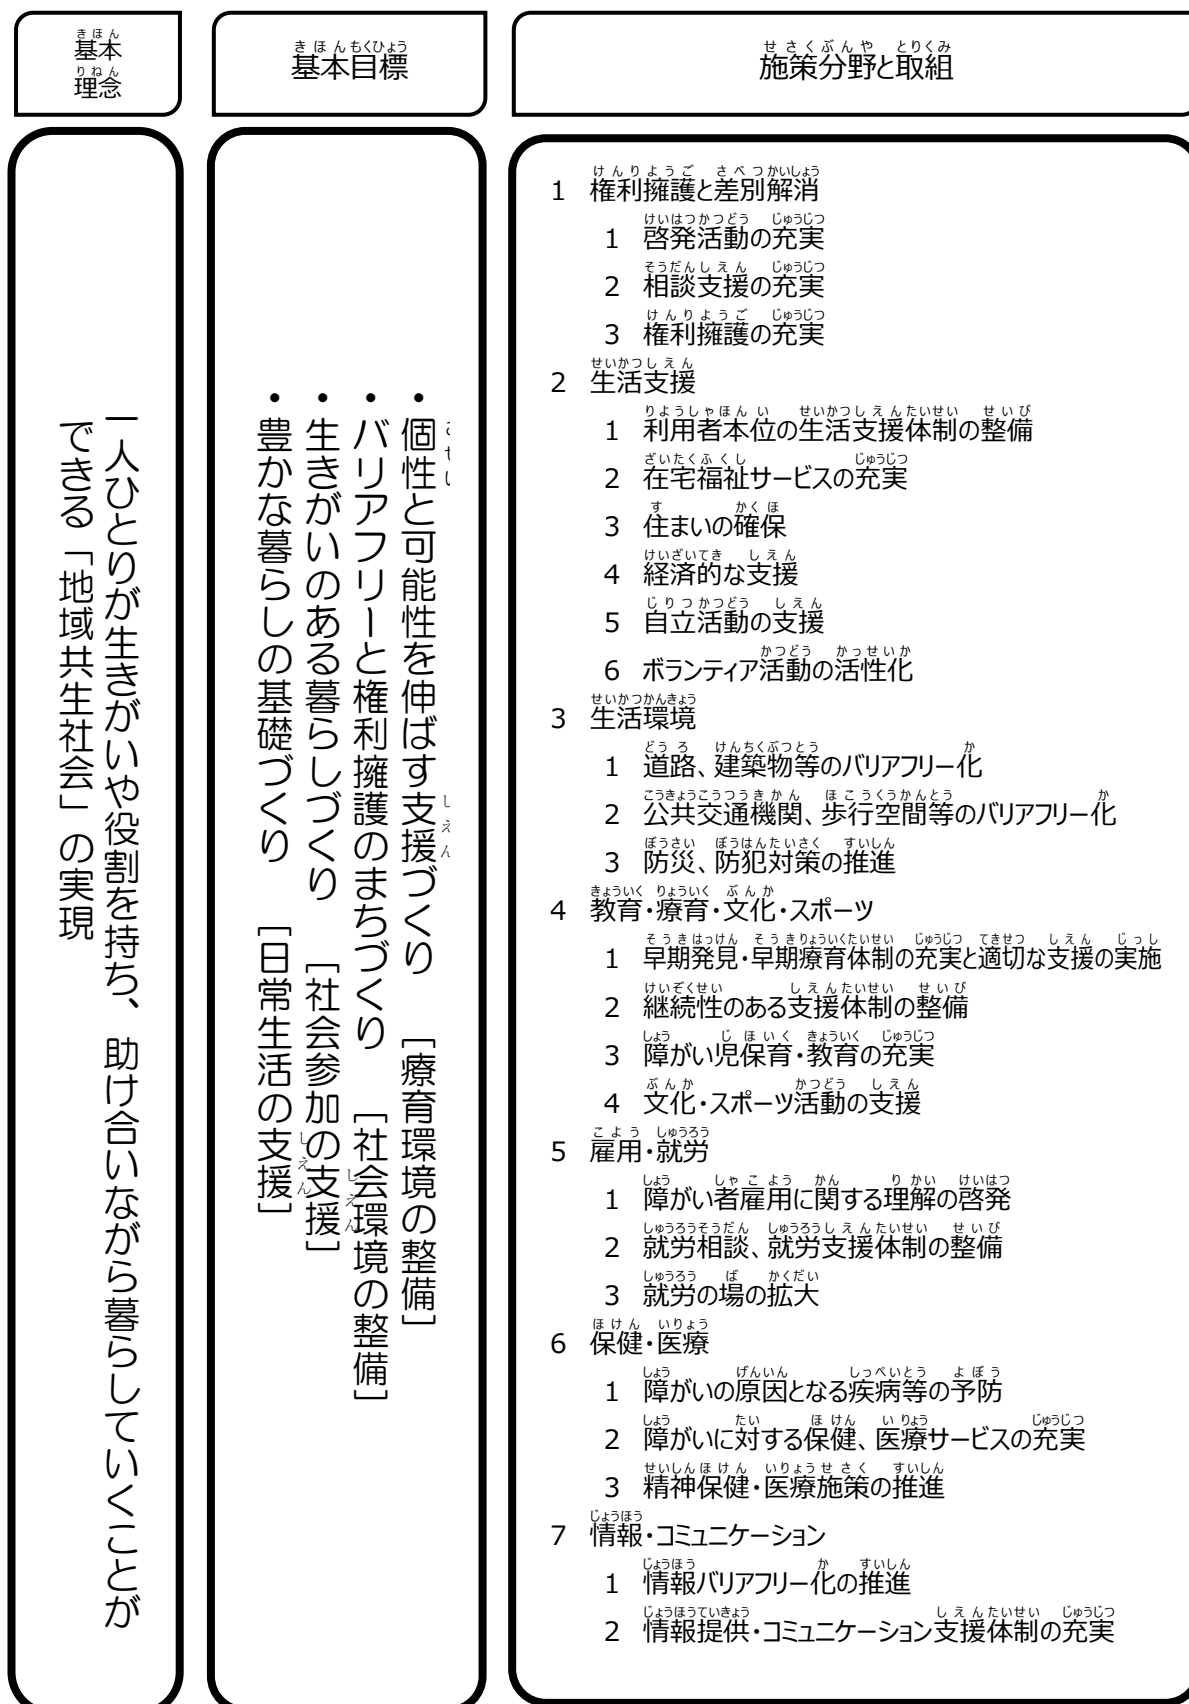 基本
理念
基本目標
施策分野と取組
一人ひとりが生きがいや役割を持ち、助け合いながら暮らしていくことが
できる「地域共生社会」の実現
・個性と可能性を伸ばす支援づくり [療育環境の整備]
・バリアフリーと権利擁護のまちづくり [社会環境の整備]
・生きがいのある暮らしづくり [社会参加の支援]
・豊かな暮らしの基礎づくり [日常生活の支援]
1 権利擁護と差別解消
1 啓発活動の充実
2 相談支援の充実
3 権利擁護の充実
2 生活支援
1 利用者本位の生活支援体制の整備
2 在宅福祉サービスの充実
3 住まいの確保
4 経済的な支援
5 自立活動の支援
6 ボランティア活動の活性化
3 生活環境
1 道路、建築物等のバリアフリー化
2 公共交通機関、歩行空間等のバリアフリー化
3 防災、防犯対策の推進
4 教育・療育・文化・スポーツ
1 早期発見・早期療育体制の充実と適切な支援の実施
2 継続性のある支援体制の整備
3 障がい児保育・教育の充実
4 文化・スポーツ活動の支援
5 雇用・就労
1 障がい者雇用に関する理解の啓発
2 就労相談、就労支援体制の整備
3 就労の場の拡大
6 保健・医療
1 障がいの原因となる疾病等の予防
2 障がいに対する保健、医療サービスの充実
3 精神保健・医療施策の推進
7 情報・コミュニケーション
1 情報バリアフリー化の推進
2 情報提供・コミュニケーション支援体制の充実